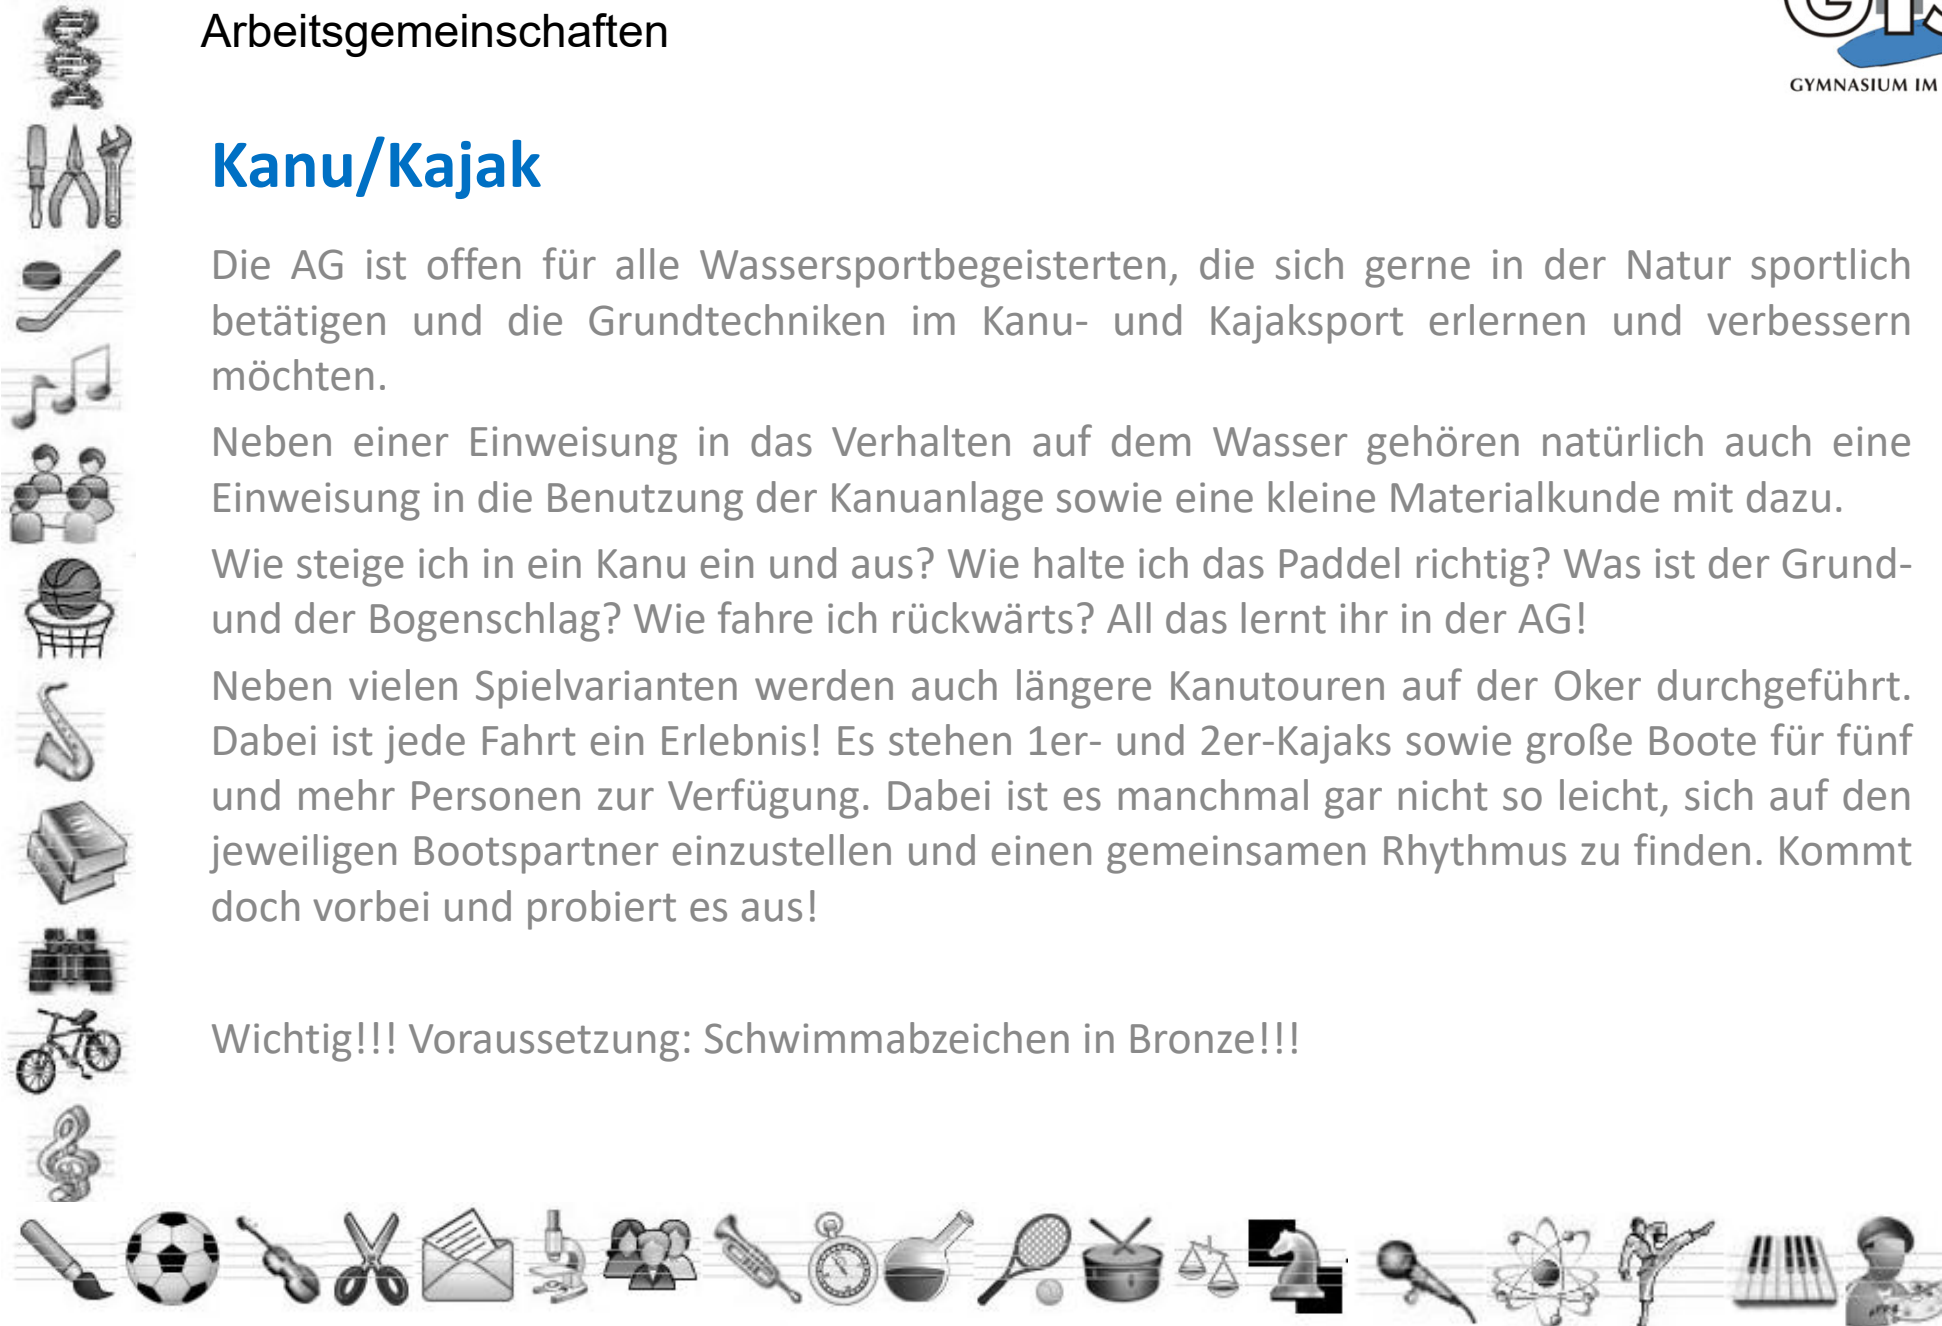 Arbeitsgemeinschaften
GYMNASIUM IM
Kanu/Kajak
Die AG ist offen für alle Wassersportbegeisterten, die sich gerne in der Natur sportlich
betätigen und die Grundtechniken im Kanu- und Kajaksport erlernen und verbessern
möchten.
Neben einer Einweisung in das Verhalten auf dem Wasser gehören natürlich auch eine
Einweisung in die Benutzung der Kanuanlage sowie eine kleine Materialkunde mit dazu.
Wie steige ich in ein Kanu ein und aus? Wie halte ich das Paddel richtig? Was ist der Grund-
und der Bogenschlag? Wie fahre ich rückwärts? All das lernt ihr in der AG!
Neben vielen Spielvarianten werden auch längere Kanutouren auf der Oker durchgeführt.
Dabei ist jede Fahrt ein Erlebnis! Es stehen 1er- und 2er-Kajaks sowie große Boote für fünf
und mehr Personen zur Verfügung. Dabei ist es manchmal gar nicht so leicht, sich auf den
jeweiligen Bootspartner einzustellen und einen gemeinsamen Rhythmus zu finden. Kommt
doch vorbei und probiert es aus!
Wichtig!!! Voraussetzung: Schwimmabzeichen in Bronze!!!